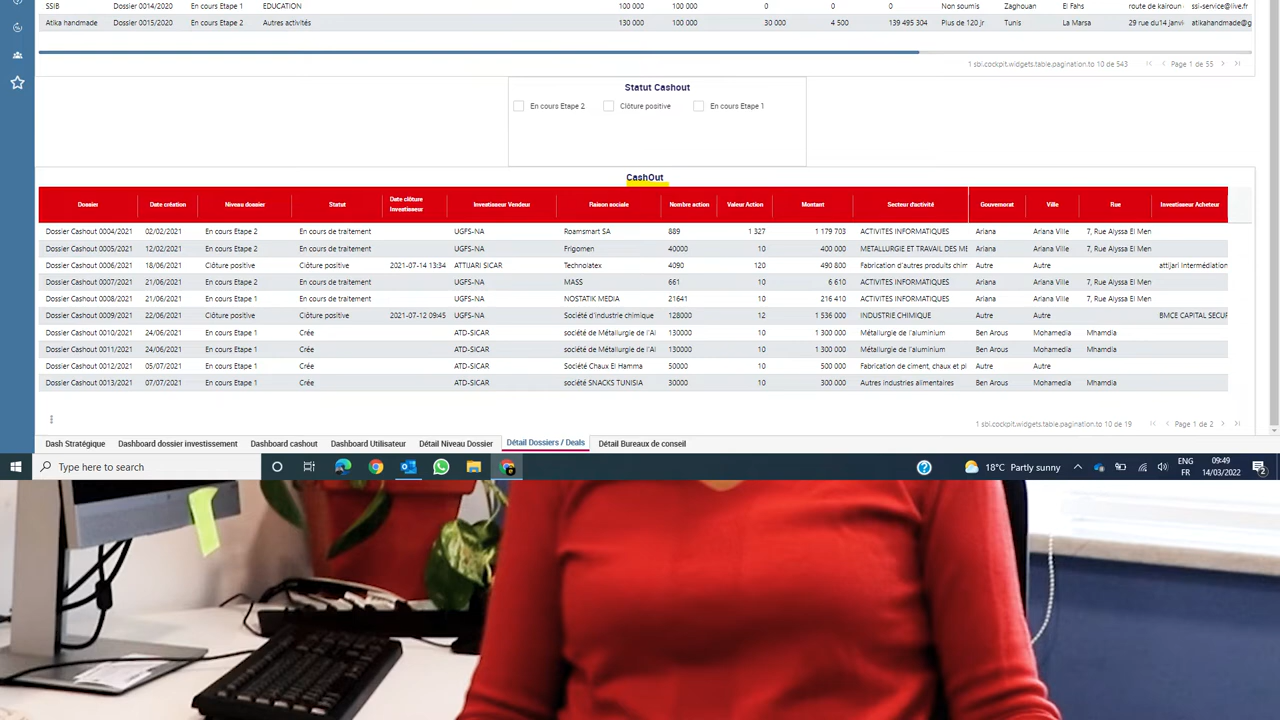 SSIB Dossier 0014/2020 En cours Etape 1 EDUCATION 100 000 100 000 0 0 0 Non soumis Zaghouan El Fahs route de kairoun ssi-service@live.fr
Atika handmade Dossier 0015/2020 En cours Etape 2 Autres activités 130 000 100 000 30 000 4 500 139 495 304 Plus de 120 jr Tunis La Marsa 29 rue du14 janvi atikahandmade@g
1 sbi.cockpit.widgets.table.pagination.to 10 de 543 Page 1 de 55
Statut Cashout
En cours Etape 2 Clôture positive En cours Etape 1
CashOut
Dossier Date création Niveau dossier Statut Date clôture Investisseur Investisseur Vendeur Raison sociale Nombre action Valeur Action Montant Secteur d'activité Gouvernorat Ville Rue Investisseur Acheteur
Dossier Cashout 0004/2021 02/02/2021 En cours Etape 2 En cours de traitement UGFS-NA Roamsmart SA 889 1 327 1 179 703 ACTIVITES INFORMATIQUES Ariana Ariana Ville 7, Rue Alyssa El Men
Dossier Cashout 0005/2021 12/02/2021 En cours Etape 2 En cours de traitement UGFS-NA Frigomen 40000 10 400 000 METALLURGIE ET TRAVAIL DES ME Ariana Ariana Ville 7, Rue Alyssa El Men
Dossier Cashout 0006/2021 18/06/2021 Clôture positive Clôture positive 2021-07-14 13:34 ATTIJARI SICAR Technolatex 4090 120 490 800 Fabrication d'autres produits chim Autre Autre attijari Intermédiation
Dossier Cashout 0007/2021 21/06/2021 En cours Etape 2 En cours de traitement UGFS-NA MASS 661 10 6 610 ACTIVITES INFORMATIQUES Ariana Ariana Ville 7, Rue Alyssa El Men
Dossier Cashout 0008/2021 21/06/2021 En cours Etape 1 En cours de traitement UGFS-NA NOSTATIK MEDIA 21641 10 216 410 ACTIVITES INFORMATIQUES Ariana Ariana Ville 7, Rue Alyssa El Men
Dossier Cashout 0009/2021 22/06/2021 Clôture positive Clôture positive 2021-07-12 09:45 UGFS-NA Société d'industrie chimique 128000 12 1 536 000 INDUSTRIE CHIMIQUE Autre Autre BMCE CAPITAL SECUR
Dossier Cashout 0010/2021 24/06/2021 En cours Etape 1 Crée ATD-SICAR société de Métallurgie de l'Al 130000 10 1 300 000 Métallurgie de l'aluminium Ben Arous Mohamedia Mhamdia
Dossier Cashout 0011/2021 24/06/2021 En cours Etape 1 Crée ATD-SICAR société de Métallurgie de l'Al 130000 10 1 300 000 Métallurgie de l'aluminium Ben Arous Mohamedia Mhamdia
Dossier Cashout 0012/2021 05/07/2021 En cours Etape 1 Crée ATD-SICAR Société Chaux El Hamma 50000 10 500 000 Fabrication de ciment, chaux et pl Autre Autre
Dossier Cashout 0013/2021 07/07/2021 En cours Etape 1 Crée ATD-SICAR société SNACKS TUNISIA 30000 10 300 000 Autres industries alimentaires Ben Arous Mohamedia Mhamdia
1 sbi.cockpit.widgets.table.pagination.to 10 de 19 Page 1 de 2
Dash Stratégique Dashboard dossier investissement Dashboard cashout Dashboard Utilisateur Détail Niveau Dossier Détail Dossiers / Deals Détail Bureaux de conseil
Type here to search 18°C Partly sunny ENG FR 09:49 14/03/2022 2